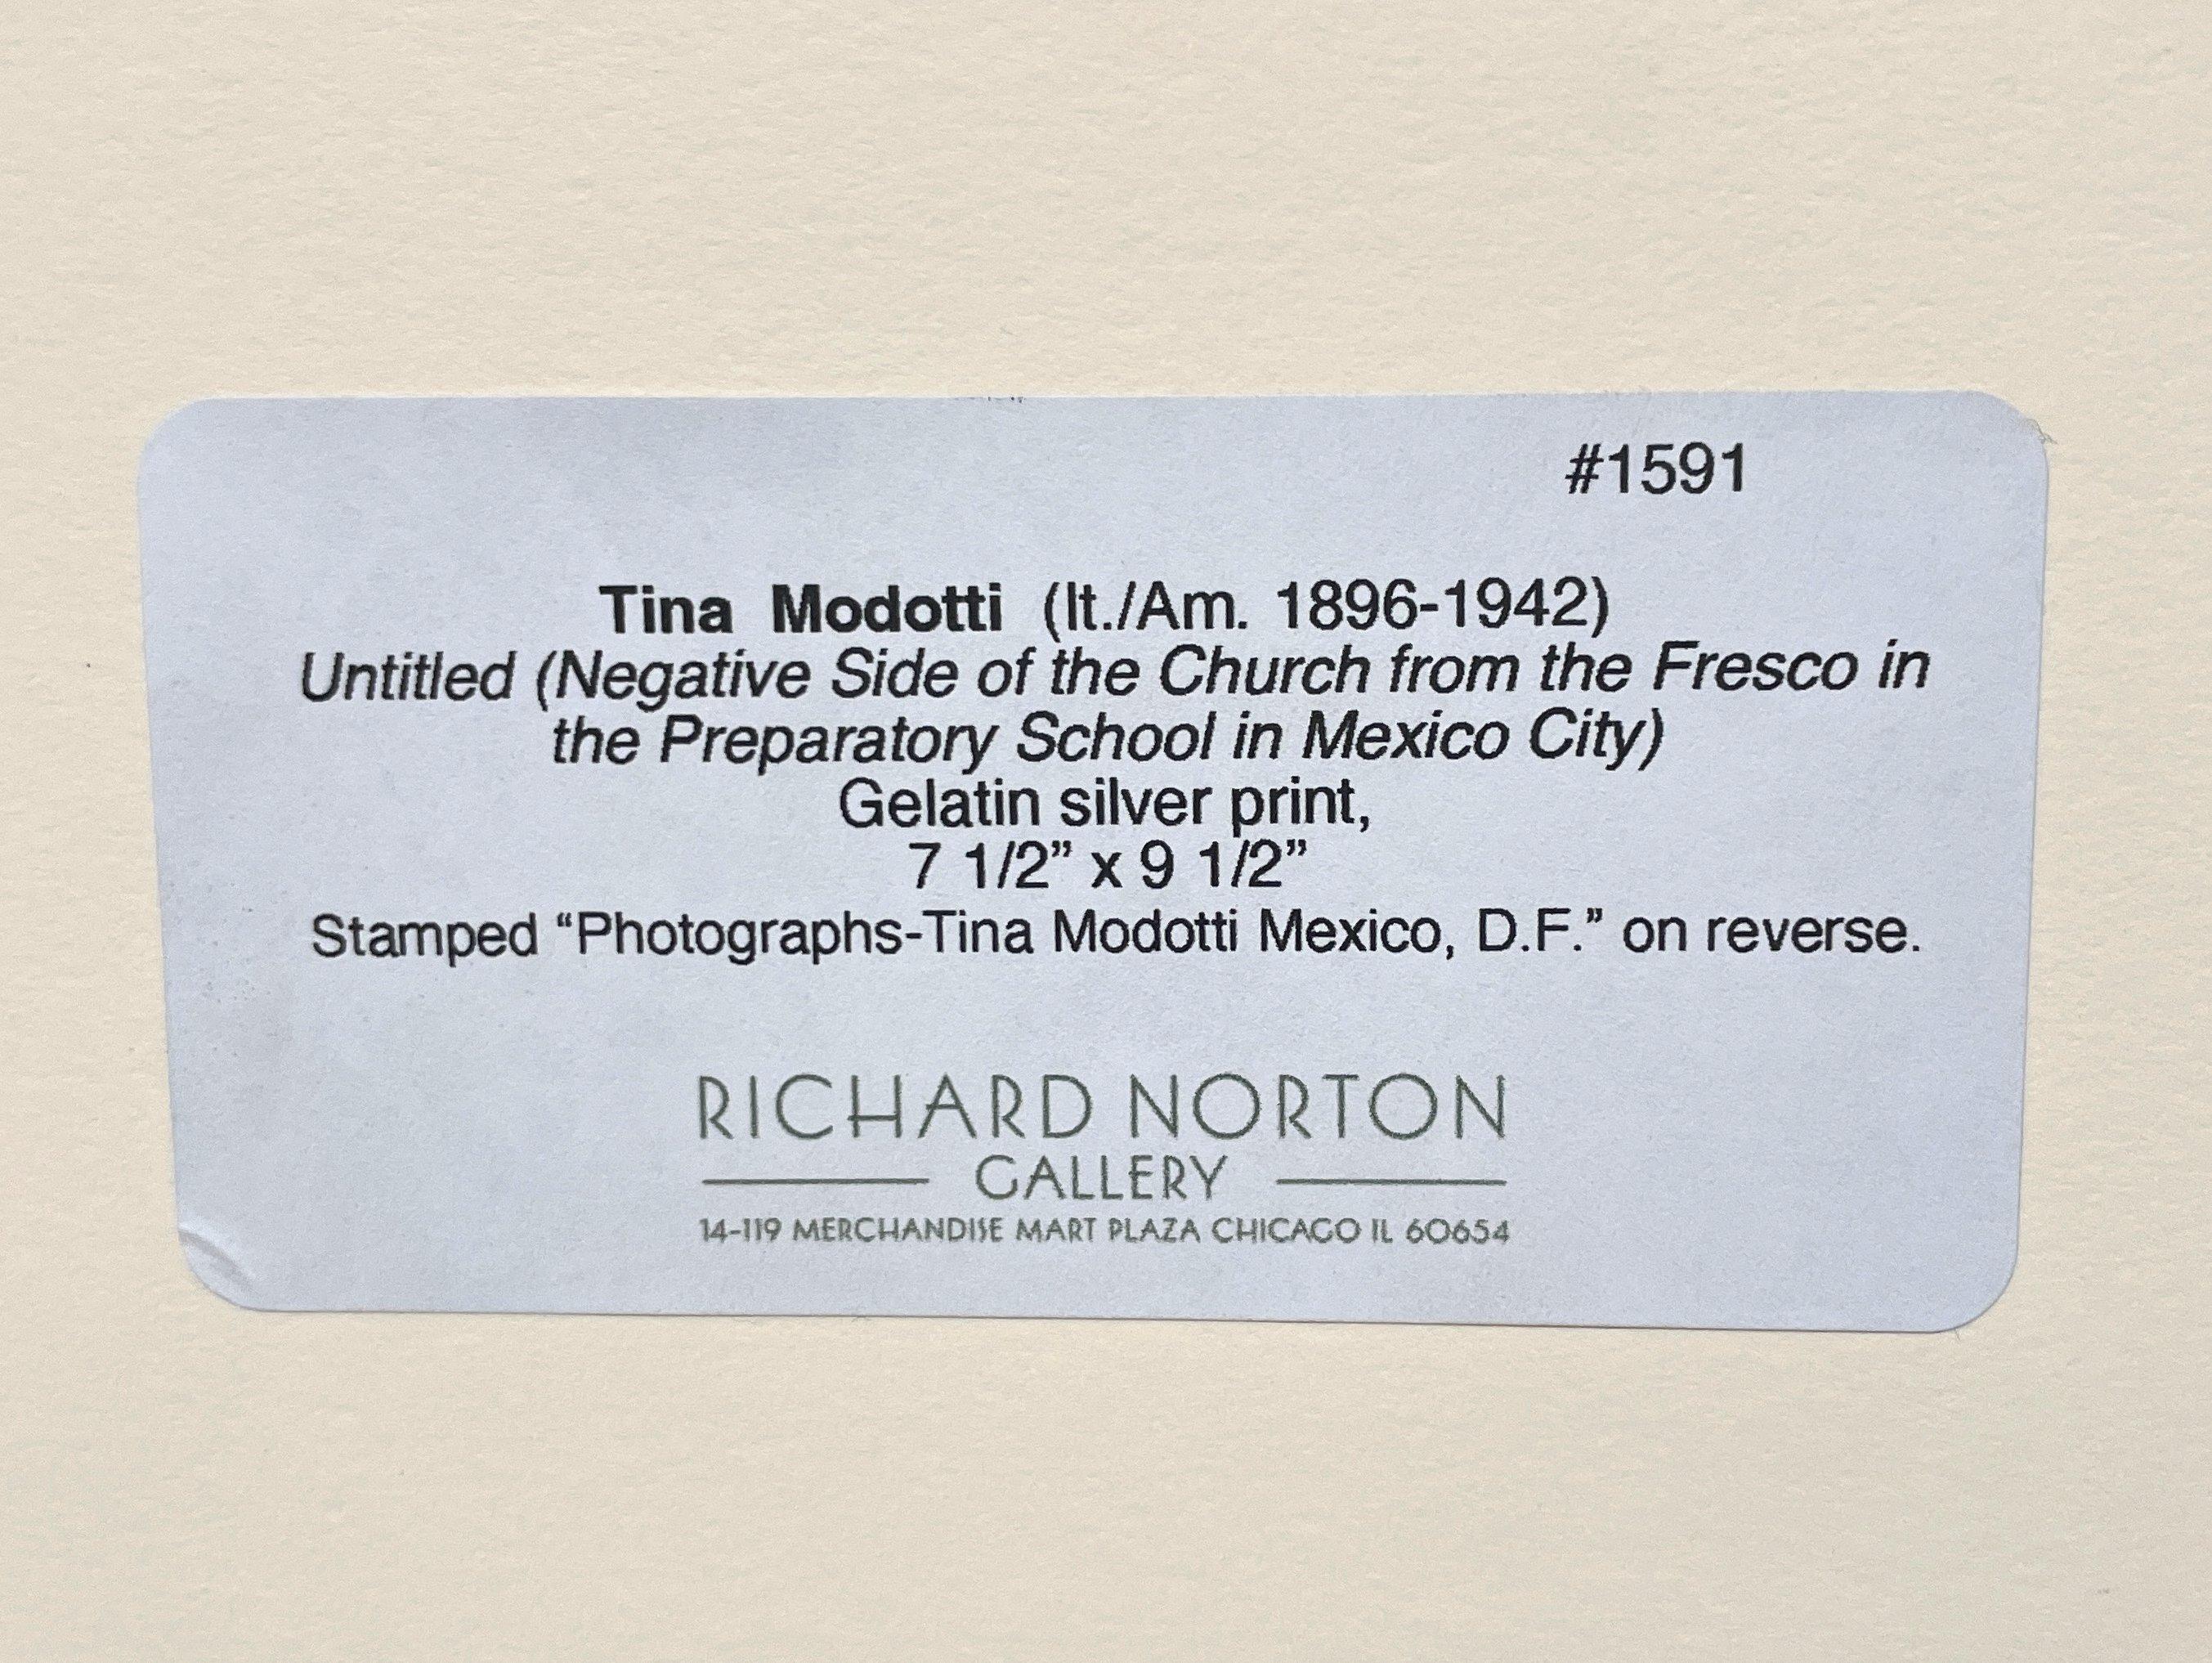 #1591
Tina Modotti (It./Am. 1896-1942)
Untitled (Negative Side of the Church from the Fresco in
the Preparatory School in Mexico City)
Gelatin silver print,
7 1/2” x 9 1/2”
Stamped “Photographs-Tina Modotti Mexico, D.F.” on reverse.
RICHARD NORTON
GALLERY
14-119 MERCHANDISE MART PLAZA CHICAGO IL 60654